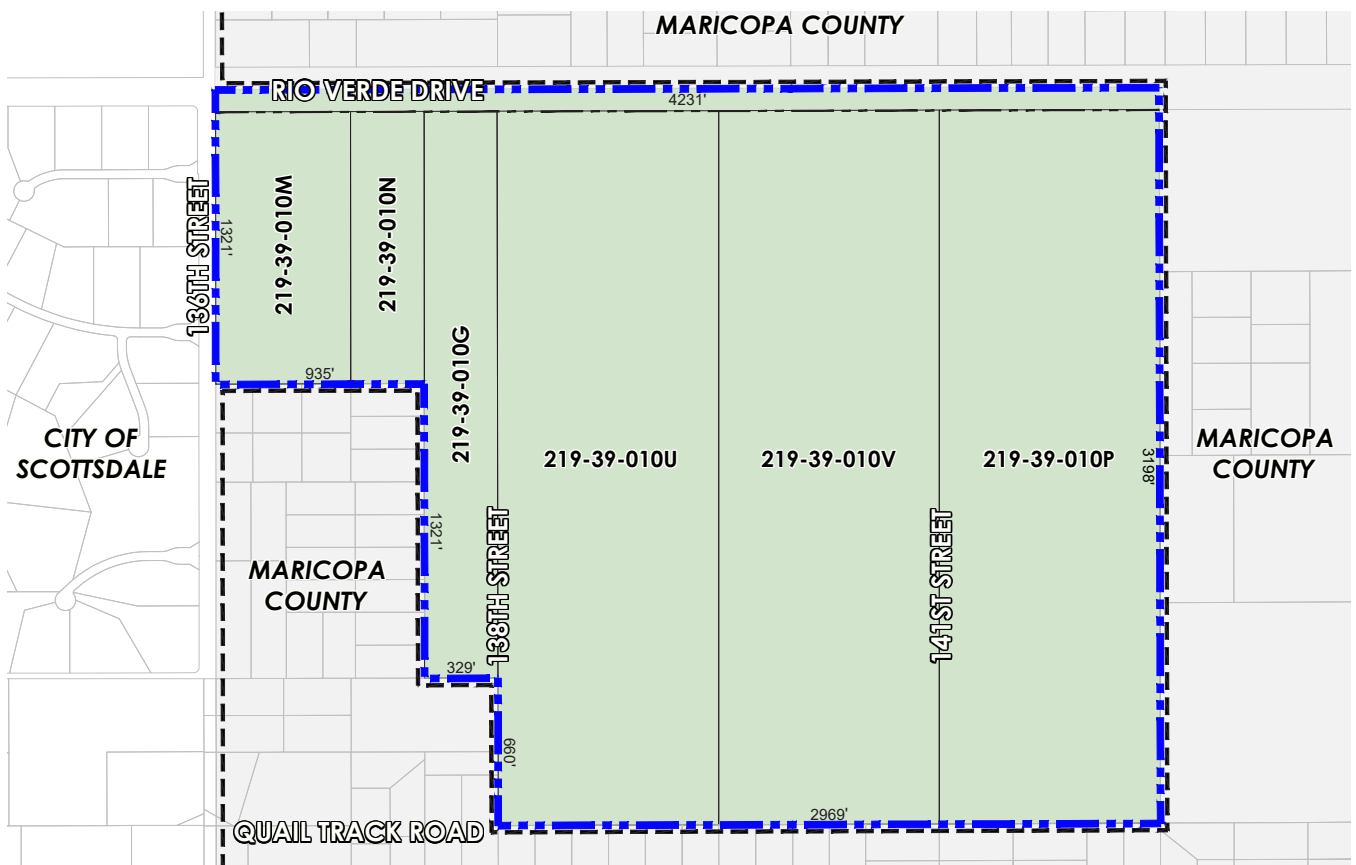 MARICOPA COUNTY
RIO VERDE DRIVE
4231'
136TH STREET
1321'
219-39-010M
219-39-010N
219-39-010G
935'
CITY OF
SCOTTSDALE
219-39-010U
219-39-010V
219-39-010P
3198'
MARICOPA
COUNTY
1321'
138TH STREET
141ST STREET
MARICOPA
COUNTY
329'
660'
2969'
QUAIL TRACK ROAD